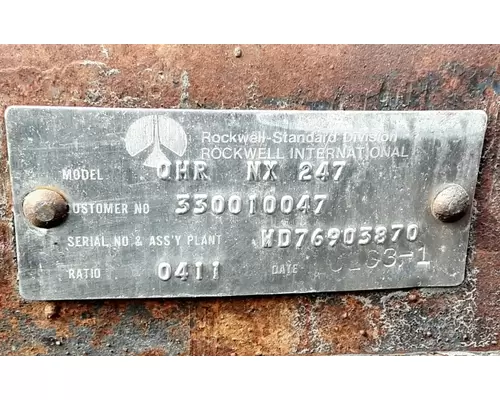 Rockwell-Standard Division
ROCKWELL INTERNATIONAL
MODEL QHR NX 247
CUSTOMER NO 330010047
SERIAL NO & ASS'Y PLANT WD76903870
RATIO 0411 DATE